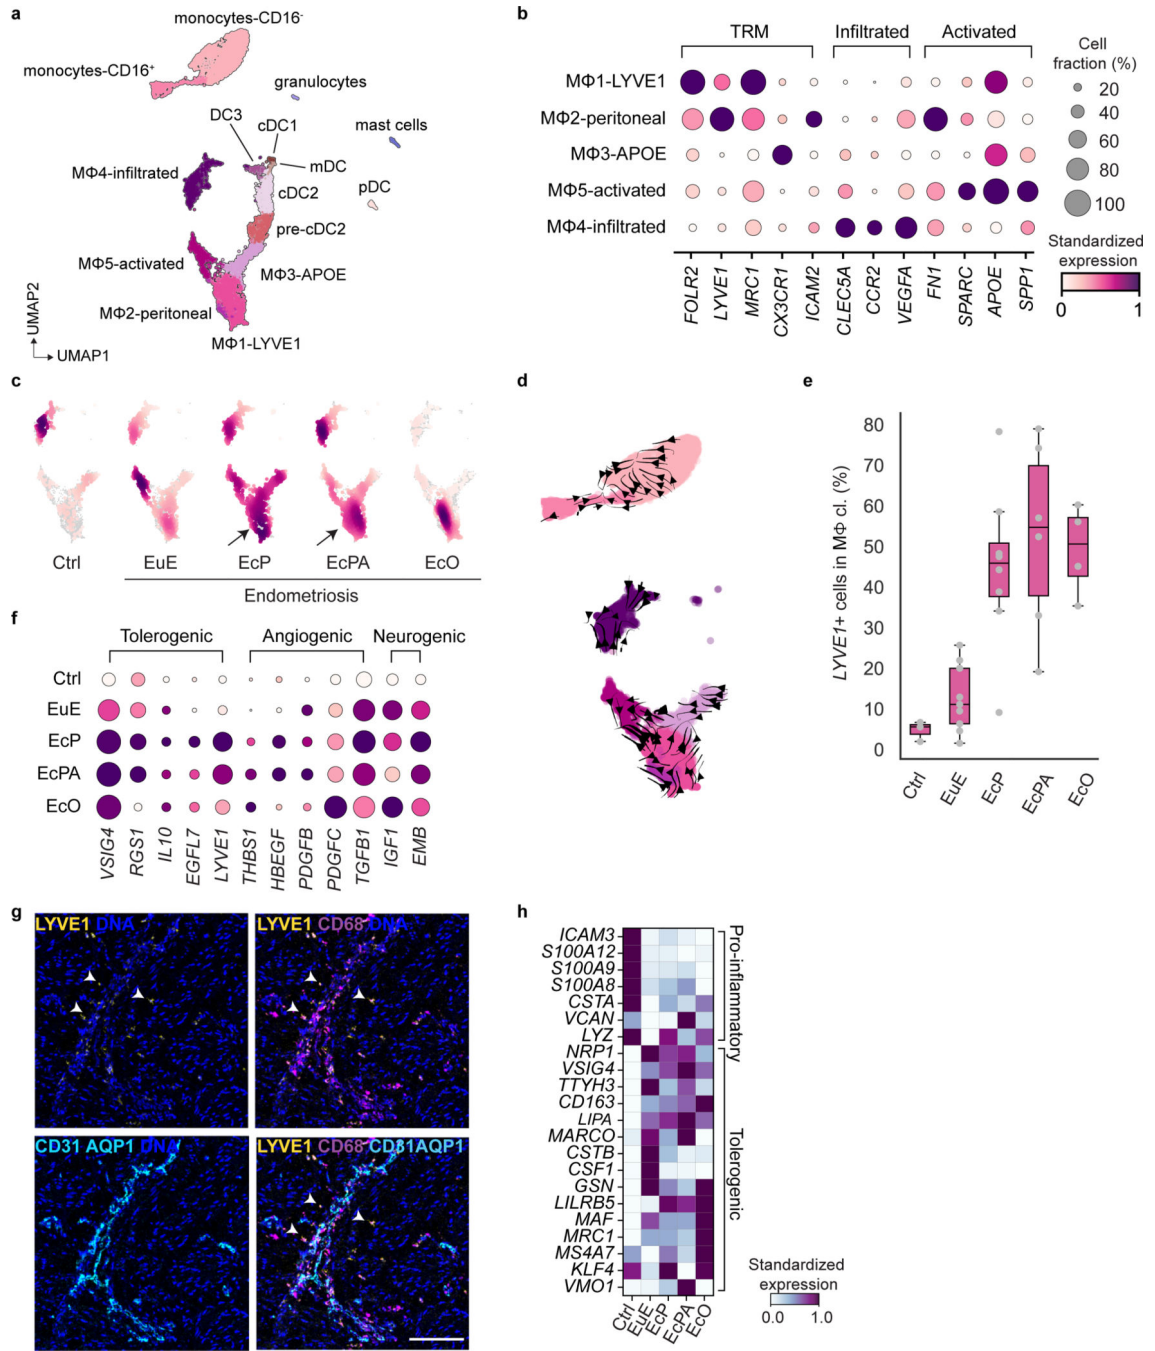 a
monocytes-CD16-
monocytes-CD16+
granulocytes
DC3
cDC1
mast cells
mDC
MΦ4-infiltrated
cDC2
pDC
pre-cDC2
MΦ5-activated
MΦ3-APOE
MΦ2-peritoneal
MΦ1-LYVE1
UMAP2
UMAP1
b
TRM
Infiltrated
Activated
MΦ1-LYVE1
MΦ2-peritoneal
MΦ3-APOE
MΦ5-activated
MΦ4-infiltrated
FOLR2
LYVE1
MRC1
CX3CR1
ICAM2
CLEC5A
CCR2
VEGFA
FN1
SPARC
APOE
SPP1
Cell
fraction (%)
20
40
60
80
100
Standardized
expression
0 1
c
Ctrl
EuE
EcP
EcPA
EcO
Endometriosis
d
e
LYVE1+ cells in MΦ cl. (%)
80
70
60
50
40
30
20
10
0
Ctrl
EuE
EcP
EcPA
EcO
f
Tolerogenic
Angiogenic
Neurogenic
Ctrl
EuE
EcP
EcPA
EcO
VSIG4
RGS1
IL10
EGFL7
LYVE1
THBS1
HBEGF
PDGFB
PDGFC
TGFB1
IGF1
EMB
g
LYVE1 DNA
LYVE1 CD68 DNA
CD31 AQP1 DNA
LYVE1 CD68 CD31AQP1
h
ICAM3
S100A12
S100A9
S100A8
CSTA
VCAN
LYZ
NRP1
VSIG4
TTYH3
CD163
LIPA
MARCO
CSTB
CSF1
GSN
LILRB5
MAF
MRC1
MS4A7
KLF4
VMO1
Pro-inflammatory
Tolerogenic
Ctrl
EuE
EcP
EcPA
EcO
Standardized
expression
0.0 1.0